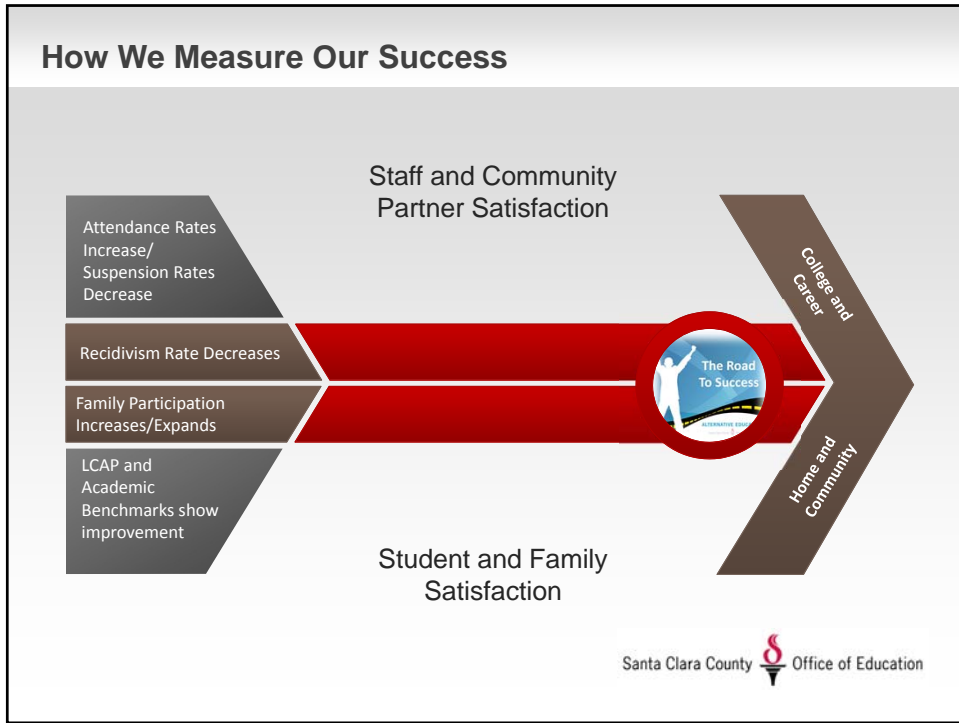 How We Measure Our Success
Staff and Community
Partner Satisfaction
Attendance Rates
Increase/
Suspension Rates
Decrease
Recidivism Rate Decreases
Family Participation
Increases/Expands
LCAP and
Academic
Benchmarks show
improvement
The Road
To Success
College and
Career
Home and
Community
Student and Family
Satisfaction
Santa Clara County Office of Education